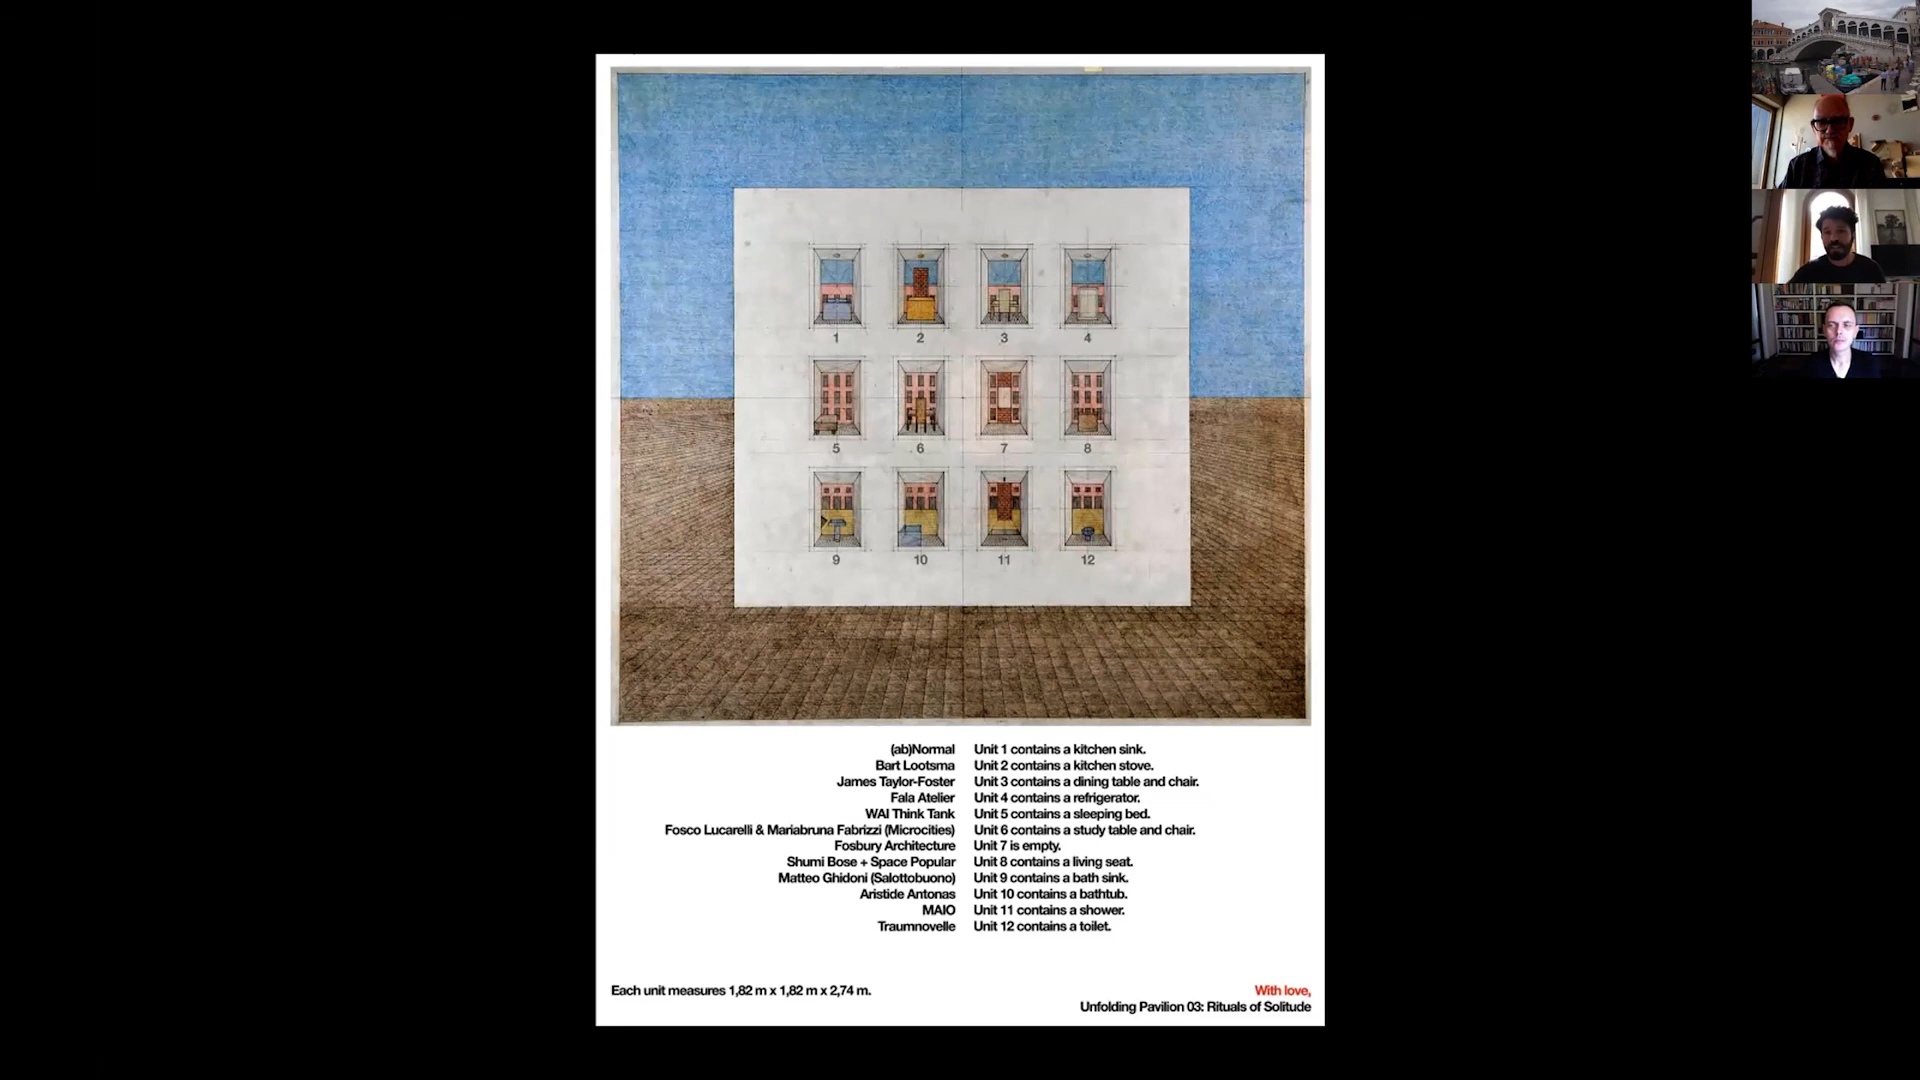 1 2 3 4
5 6 7 8
9 10 11 12
(ab)Normal Unit 1 contains a kitchen sink.
Bart Lootsma Unit 2 contains a kitchen stove.
James Taylor-Foster Unit 3 contains a dining table and chair.
Fala Atelier Unit 4 contains a refrigerator.
WAI Think Tank Unit 5 contains a sleeping bed.
Fosco Lucarelli & Mariabruna Fabrizzi (Microcities) Unit 6 contains a study table and chair.
Fosbury Architecture Unit 7 is empty.
Shumi Bose + Space Popular Unit 8 contains a living seat.
Matteo Ghidoni (Salottobuono) Unit 9 contains a bath sink.
Aristide Antonas Unit 10 contains a bathtub.
MAIO Unit 11 contains a shower.
Traumnovelle Unit 12 contains a toilet.
Each unit measures 1,82 m x 1,82 m x 2,74 m.
With love,
Unfolding Pavilion 03: Rituals of Solitude